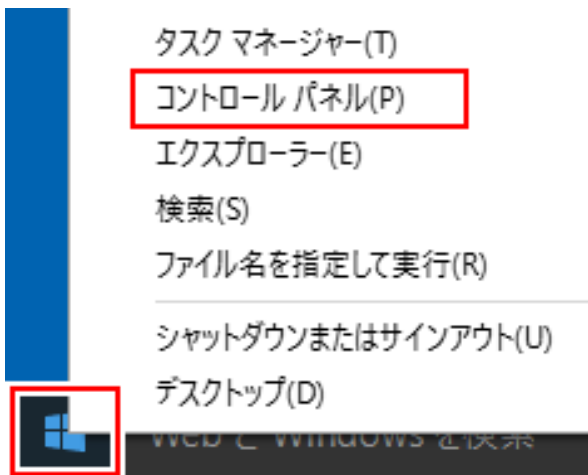 タスク マネージャー(T)
コントロール パネル(P)
エクスプローラー(E)
検索(S)
ファイル名を指定して実行(R)
シャットダウンまたはサインアウト(U)
デスクトップ(D)
Web と Windows を検索